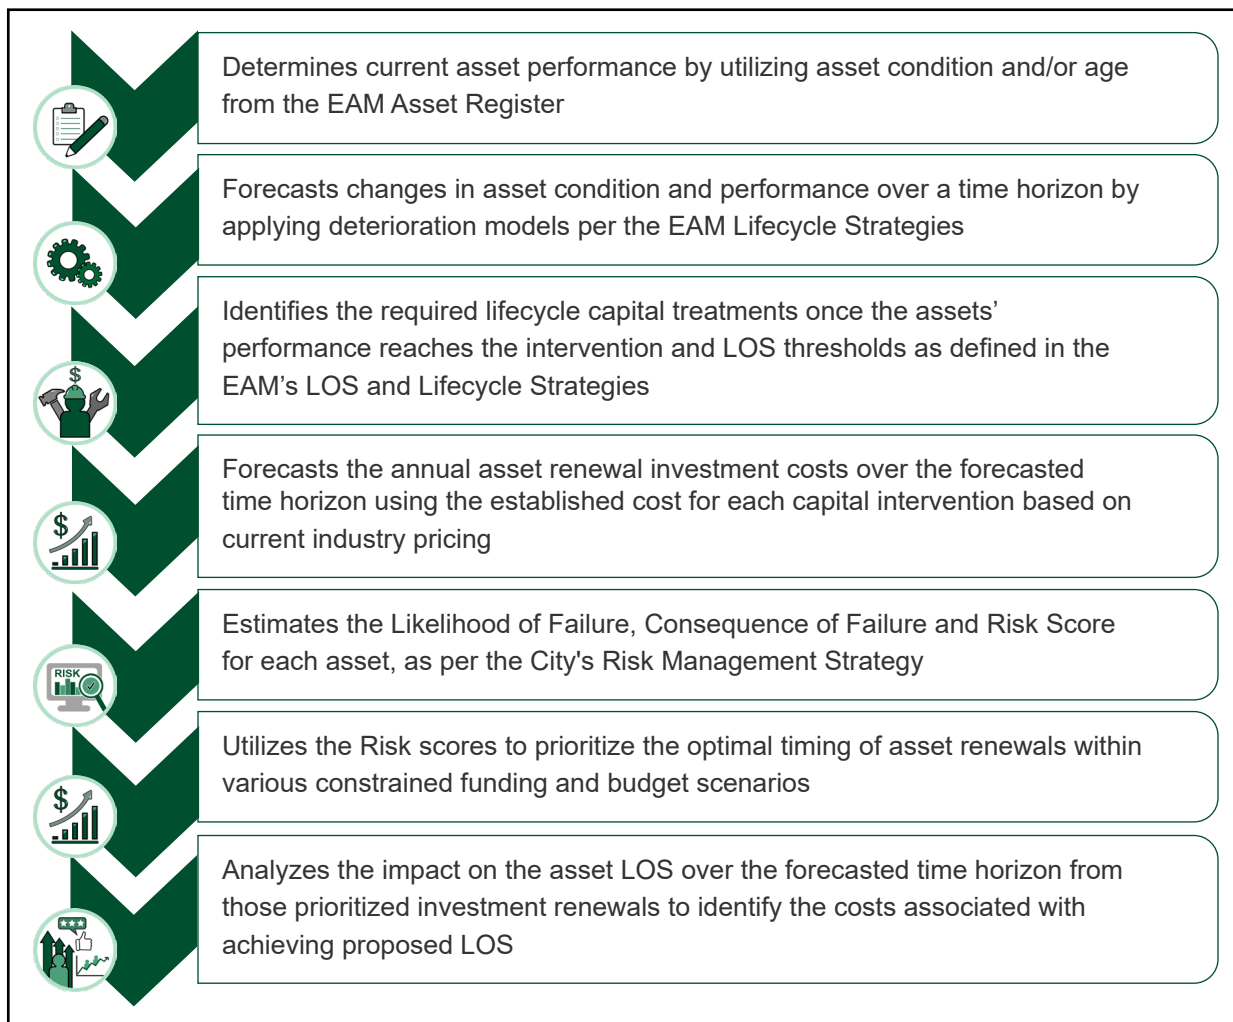 Determines current asset performance by utilizing asset condition and/or age
from the EAM Asset Register
Forecasts changes in asset condition and performance over a time horizon by
applying deterioration models per the EAM Lifecycle Strategies
Identifies the required lifecycle capital treatments once the assets’
performance reaches the intervention and LOS thresholds as defined in the
EAM’s LOS and Lifecycle Strategies
$
Forecasts the annual asset renewal investment costs over the forecasted
time horizon using the established cost for each capital intervention based on
current industry pricing
$
Estimates the Likelihood of Failure, Consequence of Failure and Risk Score
for each asset, as per the City's Risk Management Strategy
RISK
Utilizes the Risk scores to prioritize the optimal timing of asset renewals within
various constrained funding and budget scenarios
$
Analyzes the impact on the asset LOS over the forecasted time horizon from
those prioritized investment renewals to identify the costs associated with
achieving proposed LOS